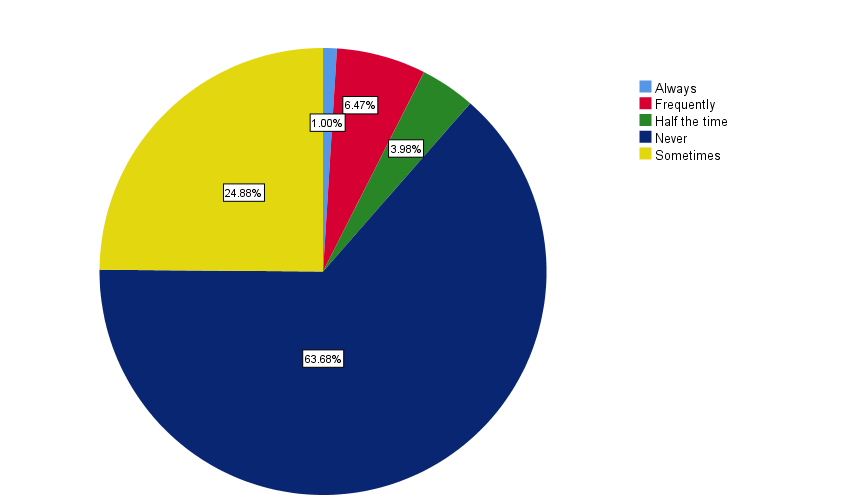 6.47%
1.00%
3.98%
24.88%
63.68%
Always
Frequently
Half the time
Never
Sometimes